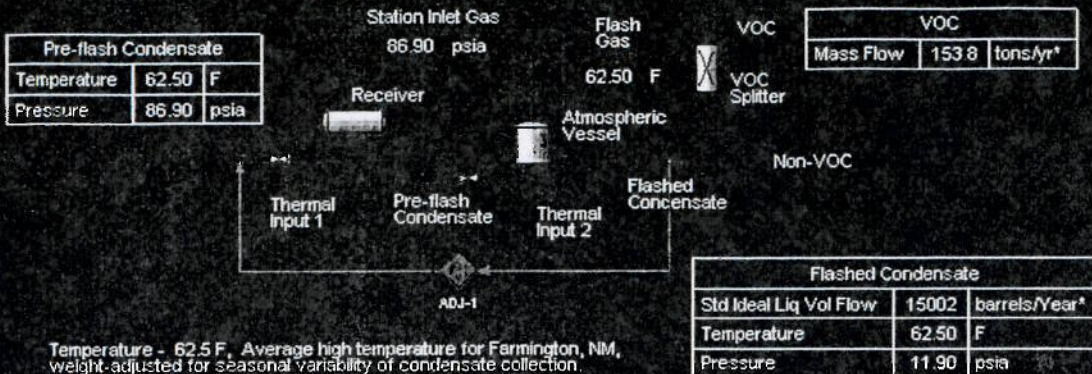 Pre-flash Condensate
Temperature 62.50 F
Pressure 86.90 psia
Station Inlet Gas
86.90 psia
Receiver
Flash
Gas
62.50 F
Atmospheric
Vessel
VOC
VOC
Splitter
VOC
Mass Flow 153.8 tons/yr*
Non-VOC
Thermal
Input 1
Pre-flash
Condensate
Thermal
Input 2
Flashed
Concensate
ADJ-1
Flashed Condensate
Std Ideal Liq Vol Flow 15002 barrels/Year*
Temperature 62.50 F
Pressure 11.90 psia
Temperature - 62.5 F, Average high temperature for Farmington, NM,
weight-adjusted for seasonal variability of condensate collection.